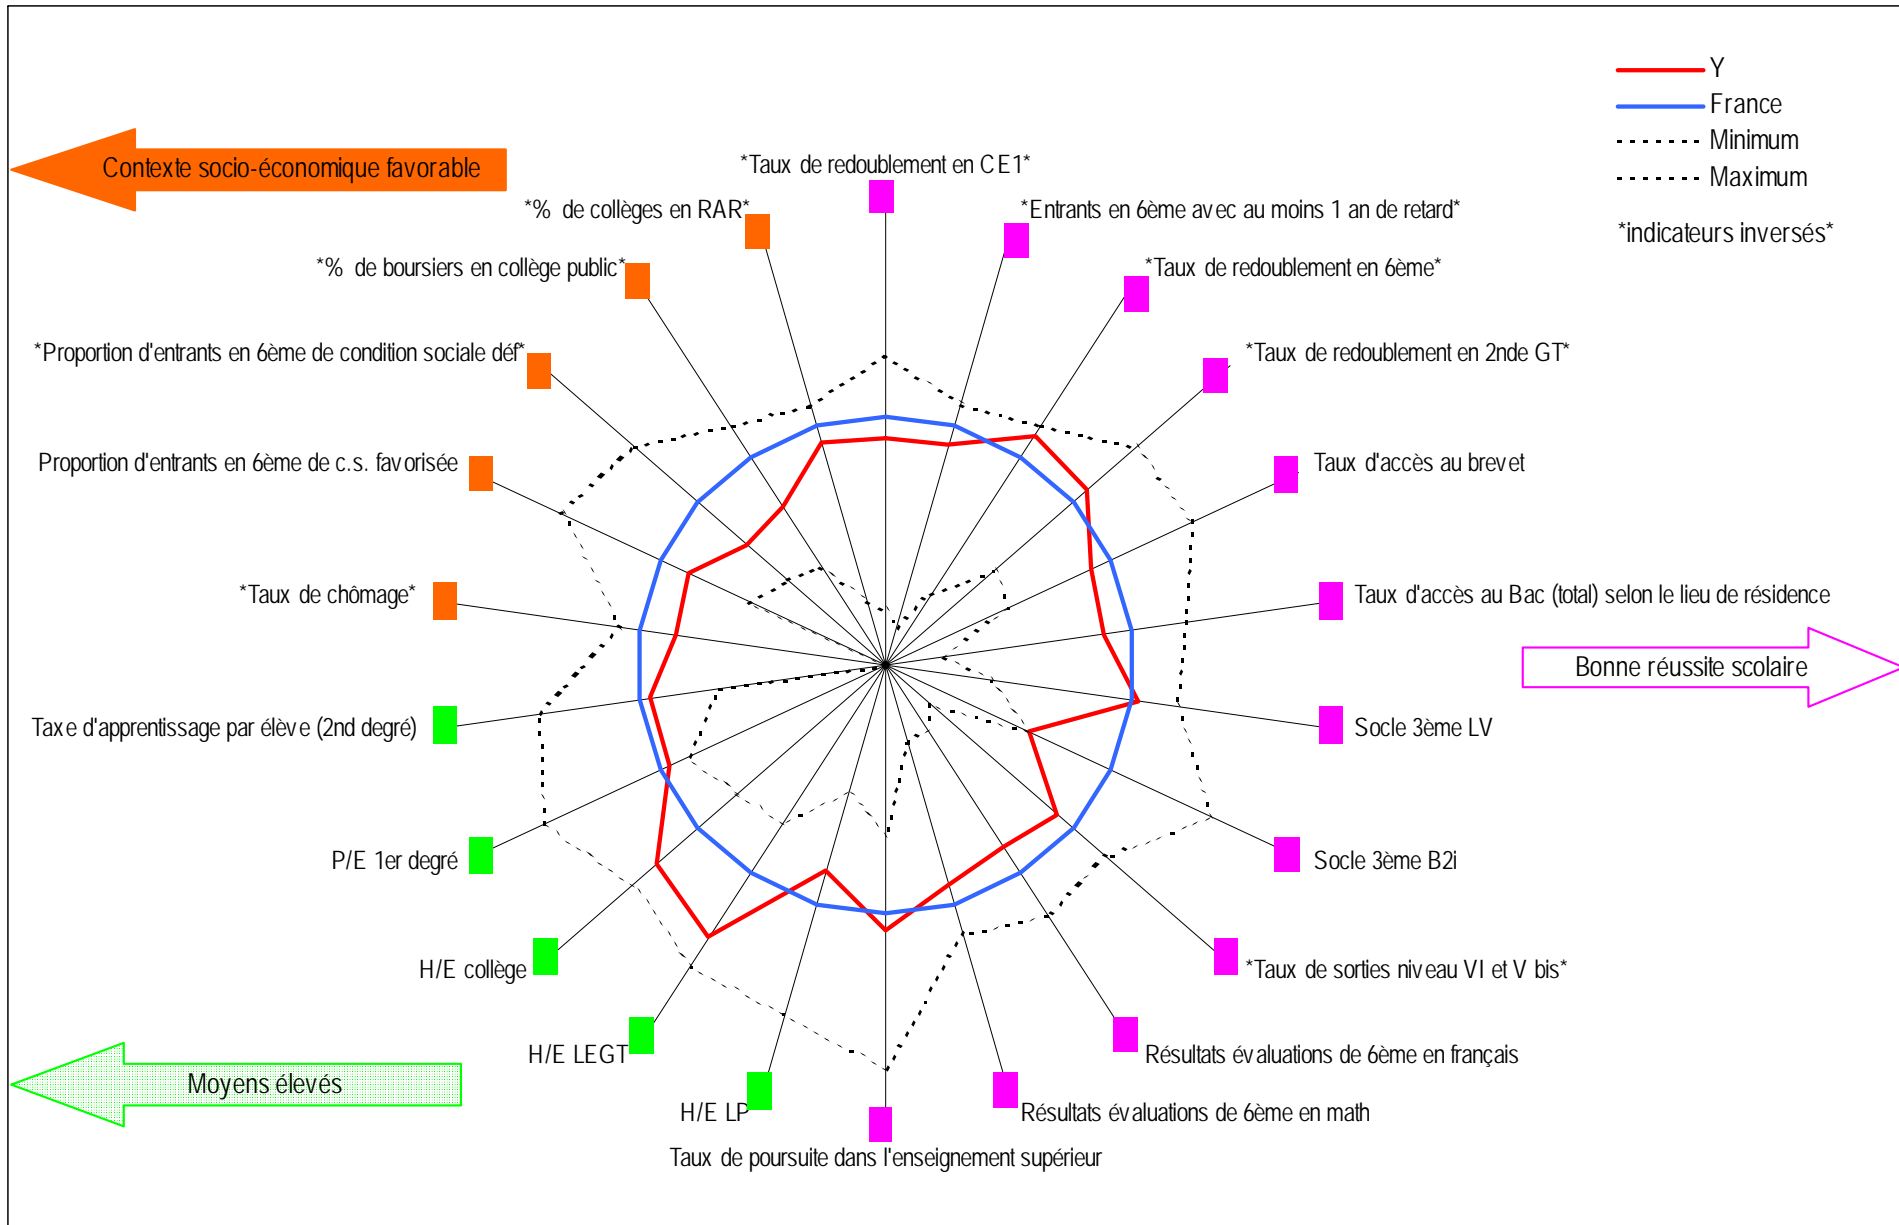 Y
France
Minimum
Maximum
*indicateurs inversés*
Contexte socio-économique favorable
*Taux de redoublement en CE1*
*% de collèges en RAR*
*Entrants en 6ème avec au moins 1 an de retard*
*% de boursiers en collège public*
*Taux de redoublement en 6ème*
*Proportion d'entrants en 6ème de condition sociale déf*
*Taux de redoublement en 2nde GT*
Proportion d'entrants en 6ème de c.s. favorisée
Taux d'accès au brevet
*Taux de chômage*
Taux d'accès au Bac (total) selon le lieu de résidence
Bonne réussite scolaire
Taxe d'apprentissage par élève (2nd degré)
Socle 3ème LV
P/E 1er degré
Socle 3ème B2i
H/E collège
*Taux de sorties niveau VI et V bis*
H/E LEGT
Résultats évaluations de 6ème en français
Moyens élevés
H/E LP
Résultats évaluations de 6ème en math
Taux de poursuite dans l'enseignement supérieur